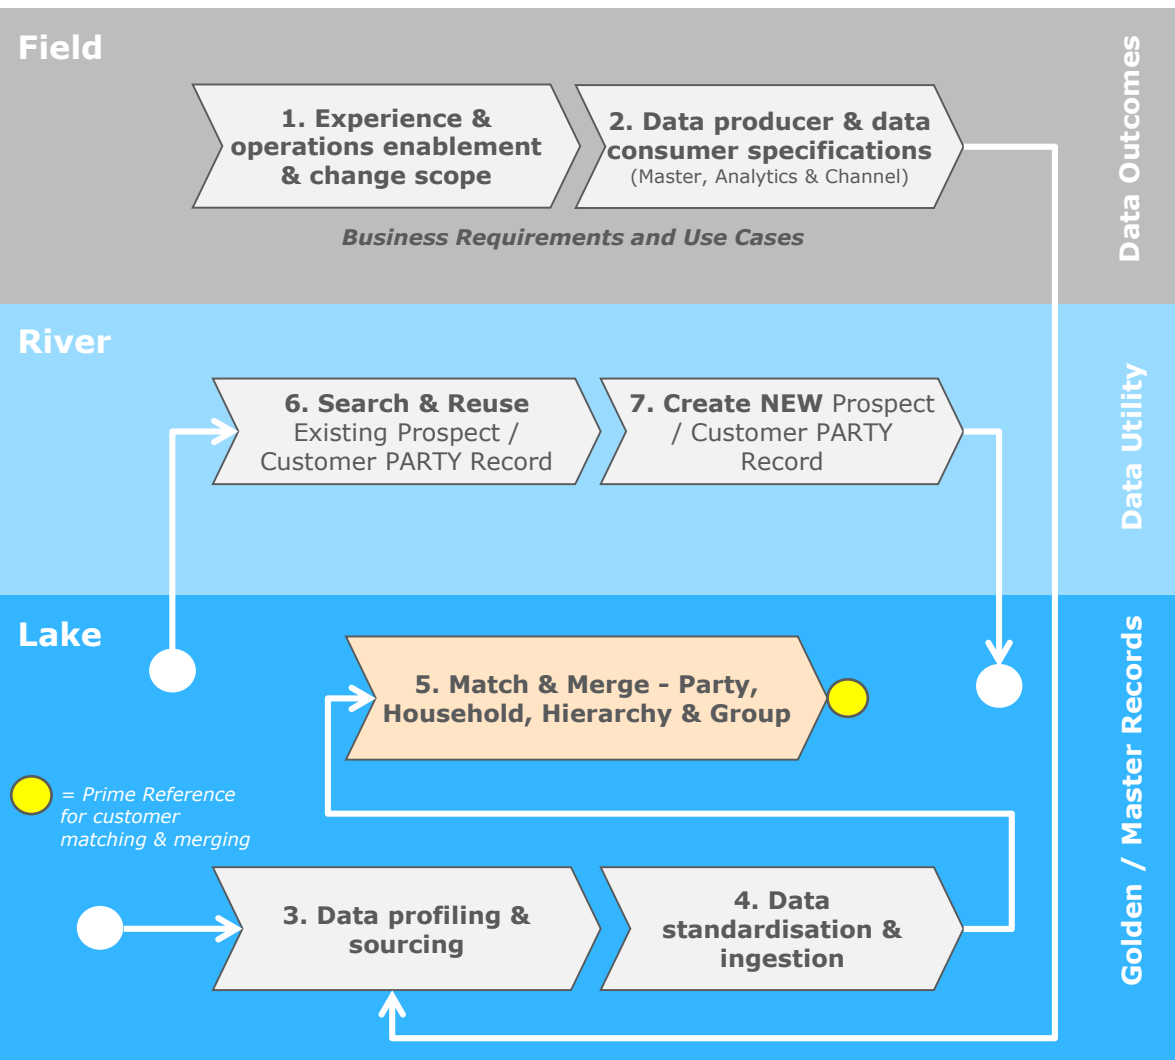 Field
1. Experience &
operations enablement
& change scope
2. Data producer & data
consumer specifications
(Master, Analytics & Channel)
Business Requirements and Use Cases
Data Outcomes
River
6. Search & Reuse
Existing Prospect /
Customer PARTY Record
7. Create NEW Prospect
/ Customer PARTY
Record
Data Utility
Lake
5. Match & Merge - Party,
Household, Hierarchy & Group
= Prime Reference
for customer
matching & merging
3. Data profiling &
sourcing
4. Data
standardisation &
ingestion
Golden / Master Records